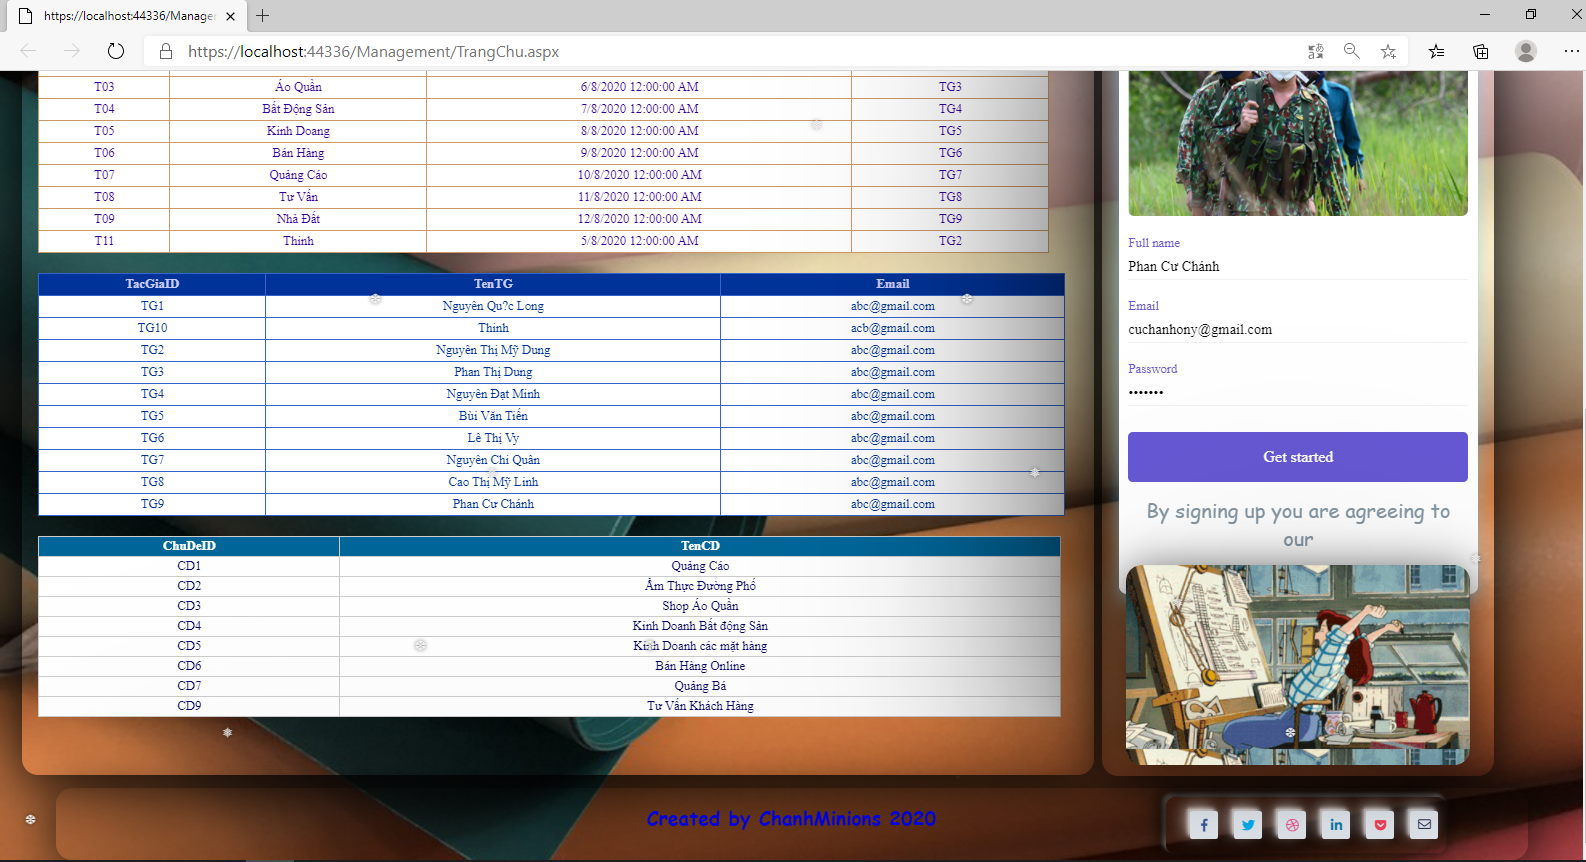 https://localhost:44336/Manage
https://localhost:44336/Management/TrangChu.aspx
T03 Áo Quần 6/8/2020 12:00:00 AM TG3
T04 Bất Động Sản 7/8/2020 12:00:00 AM TG4
T05 Kinh Doang 8/8/2020 12:00:00 AM TG5
T06 Bán Hàng 9/8/2020 12:00:00 AM TG6
T07 Quảng Cáo 10/8/2020 12:00:00 AM TG7
T08 Tư Vấn 11/8/2020 12:00:00 AM TG8
T09 Nhà Đất 12/8/2020 12:00:00 AM TG9
T11 Thinh 5/8/2020 12:00:00 AM TG2
TacGiaID TenTG Email
TG1 Nguyên Qu?c Long abc@gmail.com
TG10 Thinh acb@gmail.com
TG2 Nguyên Thị Mỹ Dung abc@gmail.com
TG3 Phan Thị Dung abc@gmail.com
TG4 Nguyên Đạt Minh abc@gmail.com
TG5 Bùi Văn Tiến abc@gmail.com
TG6 Lê Thị Vy abc@gmail.com
TG7 Nguyên Chí Quân abc@gmail.com
TG8 Cao Thị Mỹ Linh abc@gmail.com
TG9 Phan Cư Chánh abc@gmail.com
ChuDeID TenCD
CD1 Quảng Cáo
CD2 Ẩm Thực Đường Phố
CD3 Shop Áo Quần
CD4 Kinh Doanh Bất động Sản
CD5 Kinh Doanh các mặt hàng
CD6 Bán Hàng Online
CD7 Quảng Bá
CD9 Tư Vấn Khách Hàng
Full name
Phan Cư Chánh
Email
cuchanhony@gmail.com
Password
•••••••
Get started
By signing up you are agreeing to
our
Created by ChanhMinions 2020